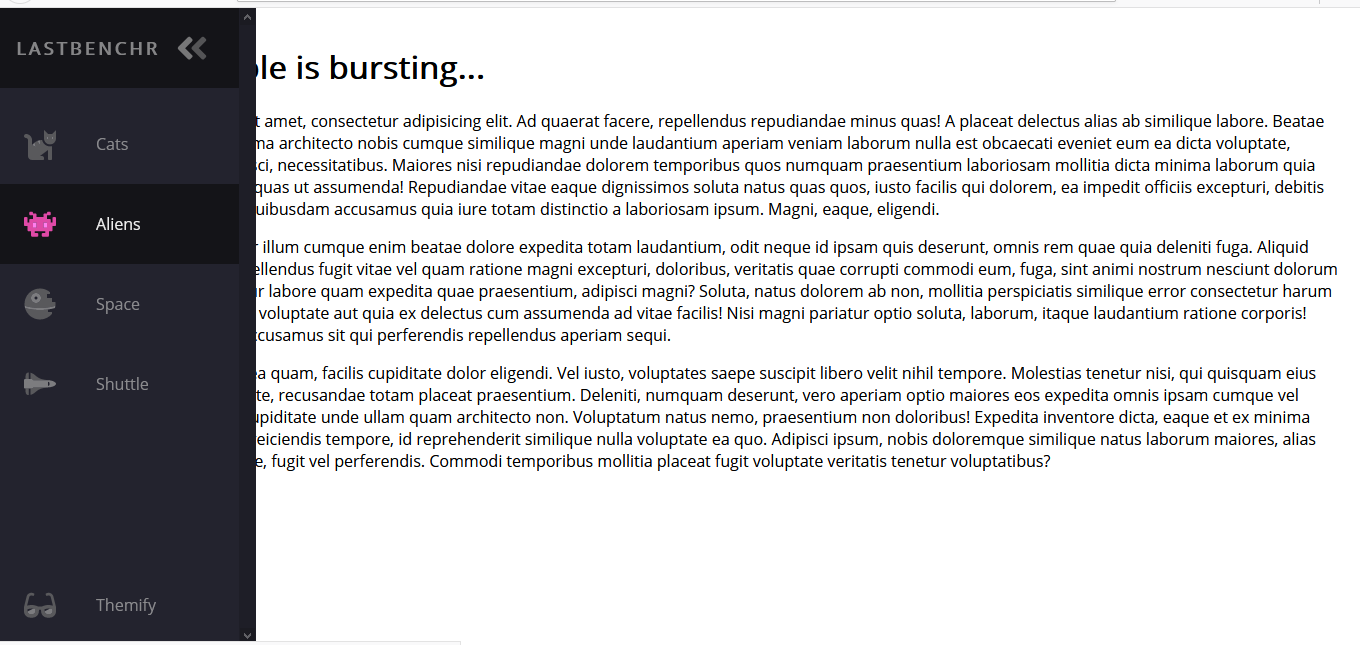 LASTBENCHR
Cats
Aliens
Space
Shuttle
Themify
is bursting...
amet, consectetur adipisicing elit. Ad quaerat facere, repellendus repudiandae minus quas! A placeat delectus alias ab similique labore. Beatae
architecto nobis cumque similique magni unde laudantium aperiam veniam laborum nulla est obcaecati eveniet eum ea dicta voluptate,
necessitatibus. Maiores nisi repudiandae dolorem temporibus quos numquam praesentium laboriosam mollitia dicta minima laborum quia
quas ut assumenda! Repudiandae vitae eaque dignissimos soluta natus quas quos, iusto facilis qui dolorem, ea impedit officiis excepturi, debitis
accusamus quia iure totam distinctio a laboriosam ipsum. Magni, eaque, eligendi.
illum cumque enim beatae dolore expedita totam laudantium, odit neque id ipsam quis deserunt, omnis rem quae quia deleniti fuga. Aliquid
fugit vitae vel quam ratione magni excepturi, doloribus, veritatis quae corrupti commodi eum, fuga, sint animi nostrum nesciunt dolorum
labore quam expedita quae praesentium, adipisci magni? Soluta, natus dolorem ab non, mollitia perspiciatis similique error consectetur harum
voluptate aut quia ex delectus cum assumenda ad vitae facilis! Nisi magni pariatur optio soluta, laborum, itaque laudantium ratione corporis!
sit qui perferendis repellendus aperiam sequi.
quam, facilis cupiditate dolor eligendi. Vel iusto, voluptates saepe suscipit libero velit nihil tempore. Molestias tenetur nisi, qui quisquam eius
recusandae totam placeat praesentium. Deleniti, numquam deserunt, vero aperiam optio maiores eos expedita omnis ipsam cumque vel
unde ullam quam architecto non. Voluptatum natus nemo, praesentium non doloribus! Expedita inventore dicta, eaque et ex minima
tempore, id reprehenderit similique nulla voluptate ea quo. Adipisci ipsum, nobis doloremque similique natus laborum maiores, alias
fugit vel perferendis. Commodi temporibus mollitia placeat fugit voluptate veritatis tenetur voluptatibus?